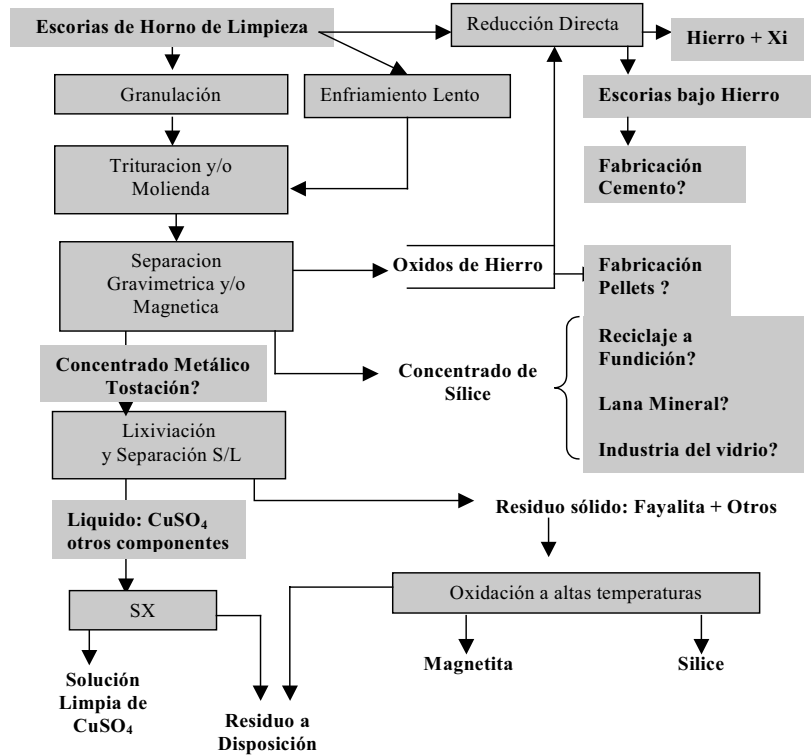 Escorias de Horno de Limpieza
Reducción Directa
Hierro + Xi
Granulación
Enfriamiento Lento
Escorias bajo Hierro
Trituracion y/o
Molienda
Fabricación
Cemento?
Separacion
Gravimetrica y/o
Magnetica
Oxidos de Hierro
Fabricación
Pellets ?
Concentrado Metálico
Tostación?
Concentrado de
Sílice
Reciclaje a
Fundición?
Lana Mineral?
Industria del vidrio?
Lixiviación
y Separación S/L
Liquido: CuSO₄
otros componentes
Residuo sólido: Fayalita + Otros
SX
Oxidación a altas temperaturas
Solución
Limpia de
CuSO₄
Residuo a
Disposición
Magnetita
Silice